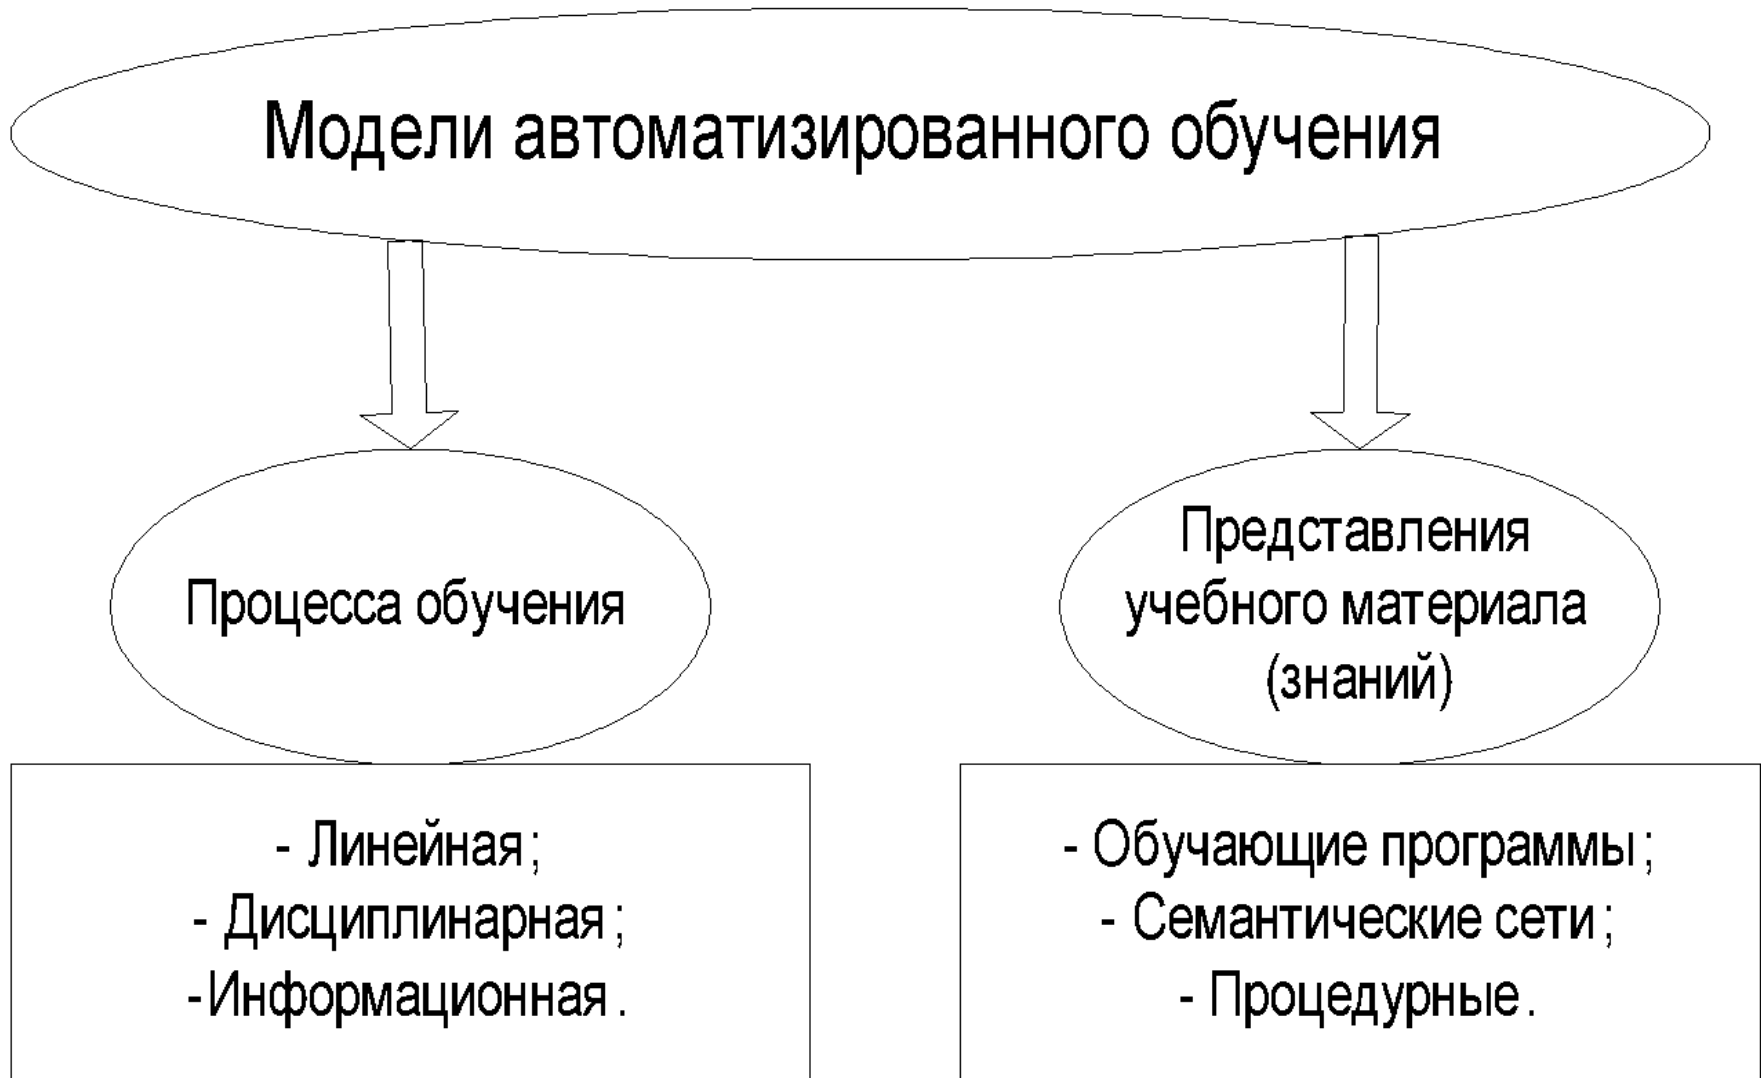 Модели автоматизированного обучения
Процесса обучения
Представления
учебного материала
(знаний)
- Линейная;
- Дисциплинарная;
-Информационная.
- Обучающие программы;
- Семантические сети;
- Процедурные.